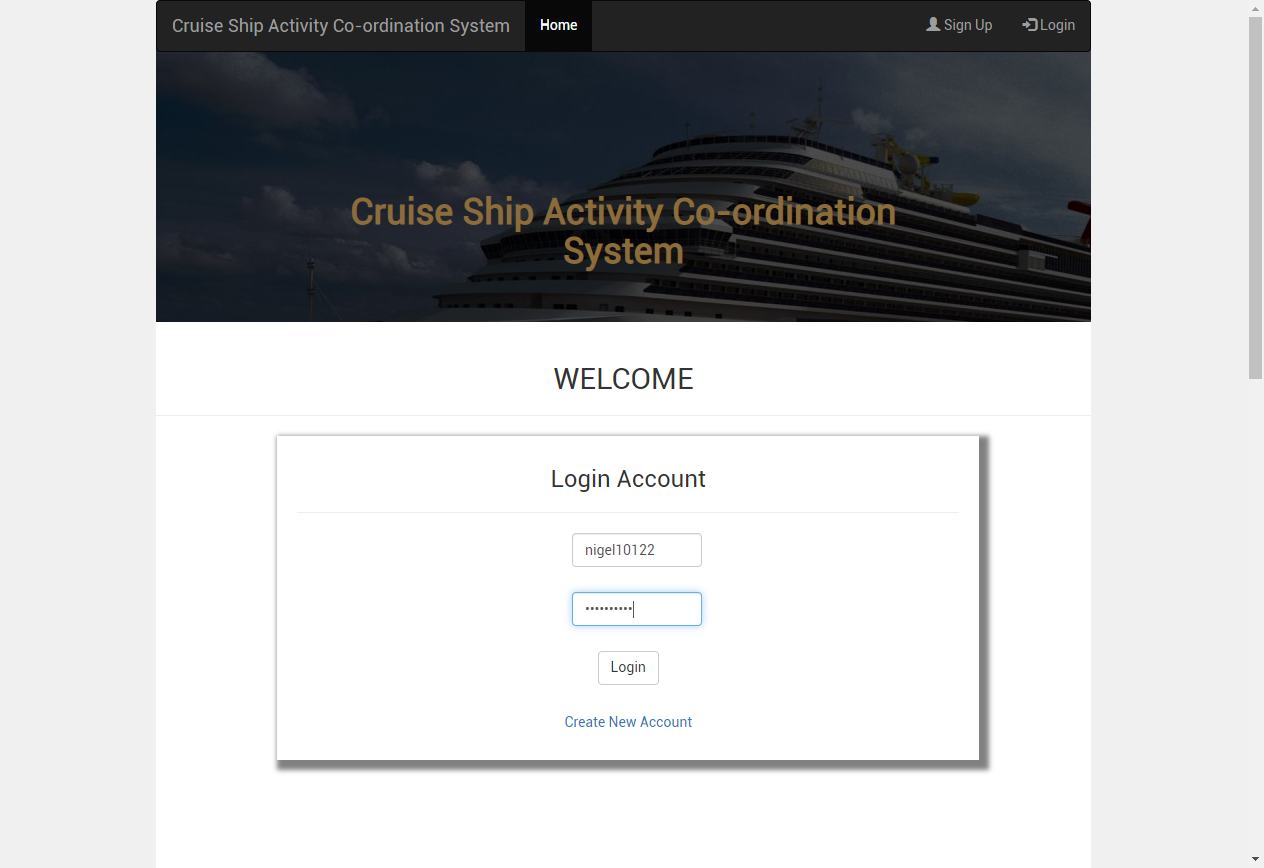 Cruise Ship Activity Co-ordination System Home Sign Up Login
Cruise Ship Activity Co-ordination
System
WELCOME
Login Account
nigel10122
••••••••••
Login
Create New Account